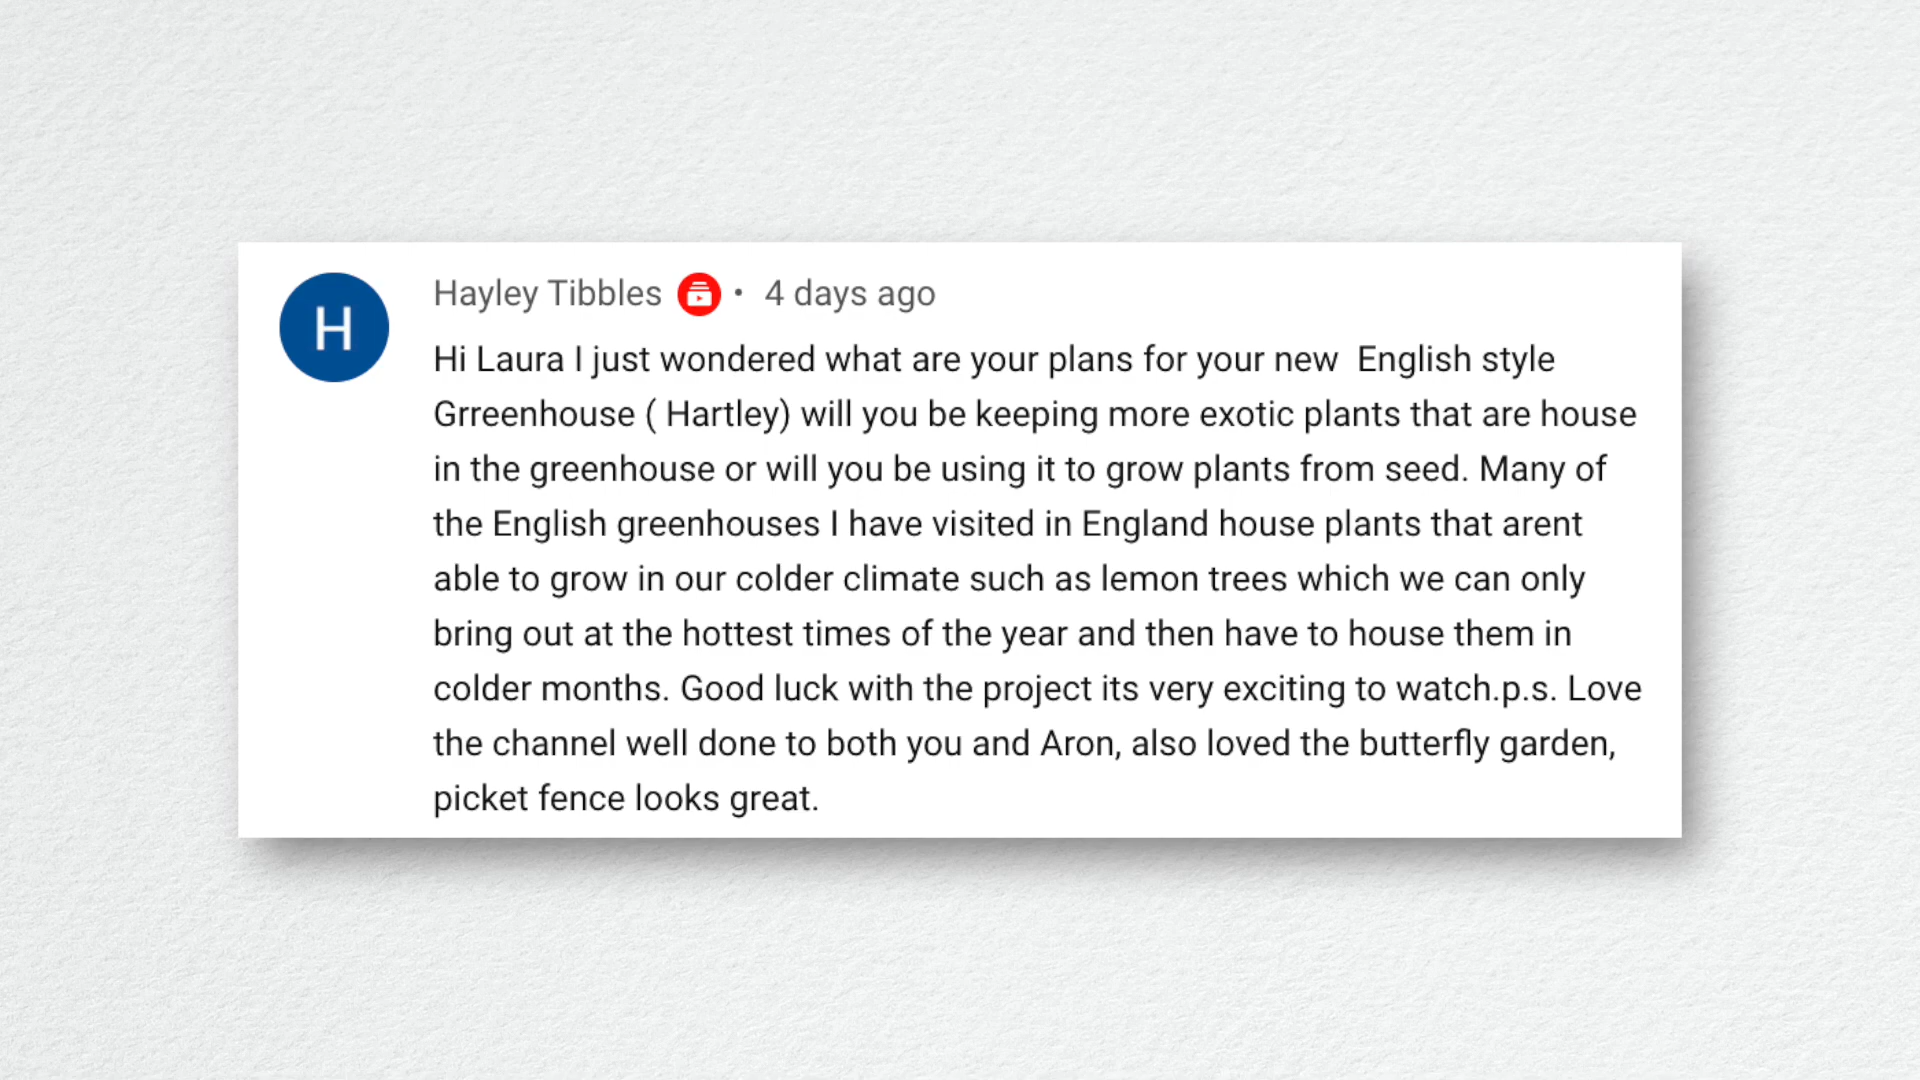 H
Hayley Tibbles • 4 days ago
Hi Laura I just wondered what are your plans for your new  English style
Grreenhouse ( Hartley) will you be keeping more exotic plants that are house
in the greenhouse or will you be using it to grow plants from seed. Many of
the English greenhouses I have visited in England house plants that arent
able to grow in our colder climate such as lemon trees which we can only
bring out at the hottest times of the year and then have to house them in
colder months. Good luck with the project its very exciting to watch.p.s. Love
the channel well done to both you and Aron, also loved the butterfly garden,
picket fence looks great.